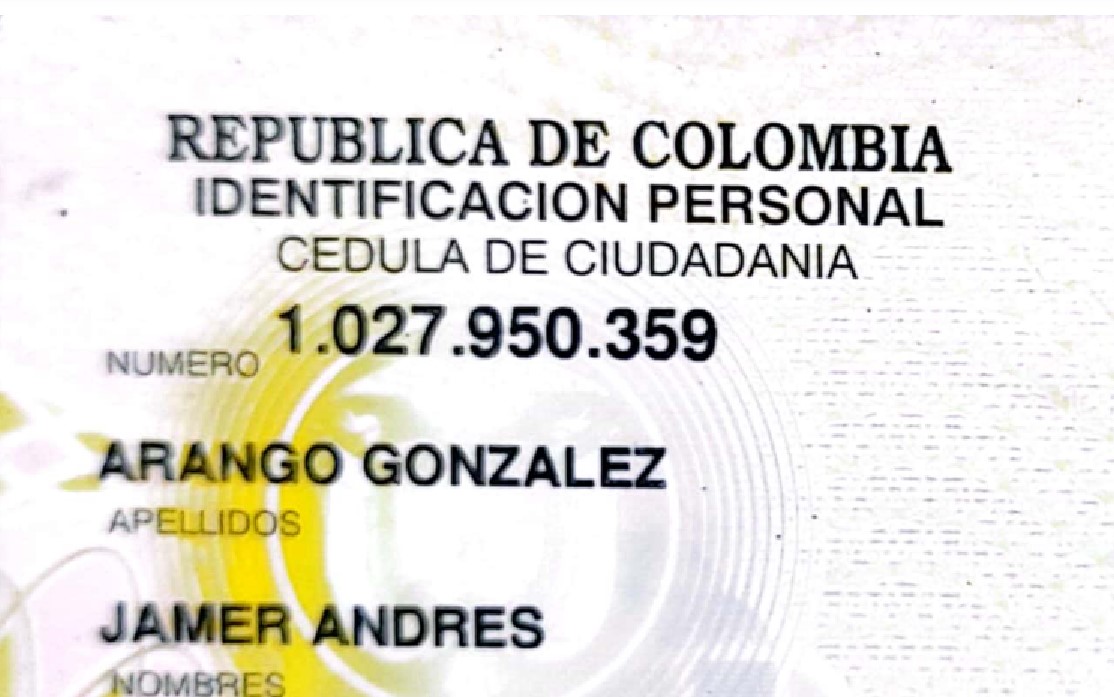 REPUBLICA DE COLOMBIA
IDENTIFICACION PERSONAL
CEDULA DE CIUDADANIA
NUMERO 1.027.950.359
ARANGO GONZALEZ
APELLIDOS
JAMER ANDRES
NOMBRES